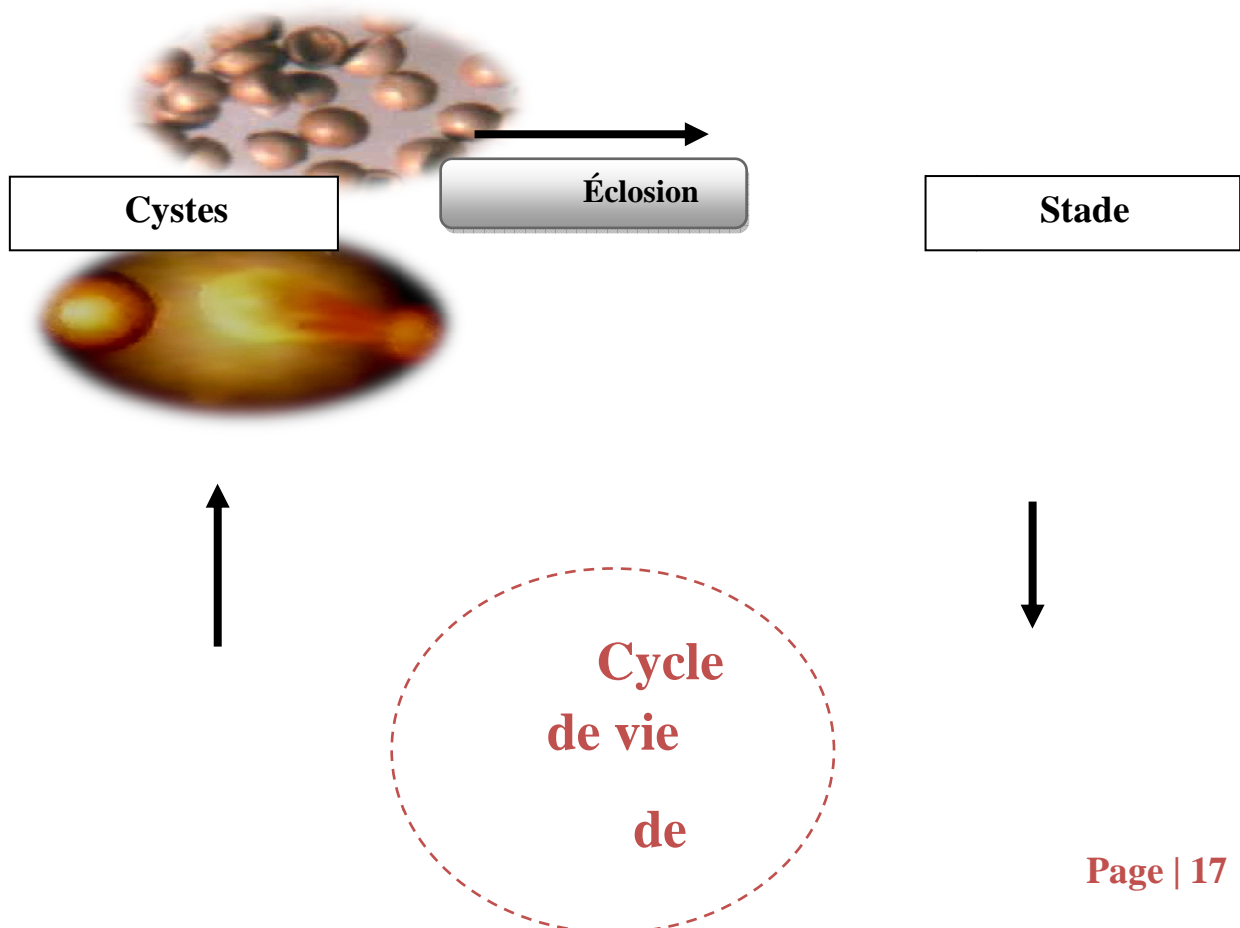 Éclosion
Cystes
Stade
Cycle
de vie
de
Page | 17